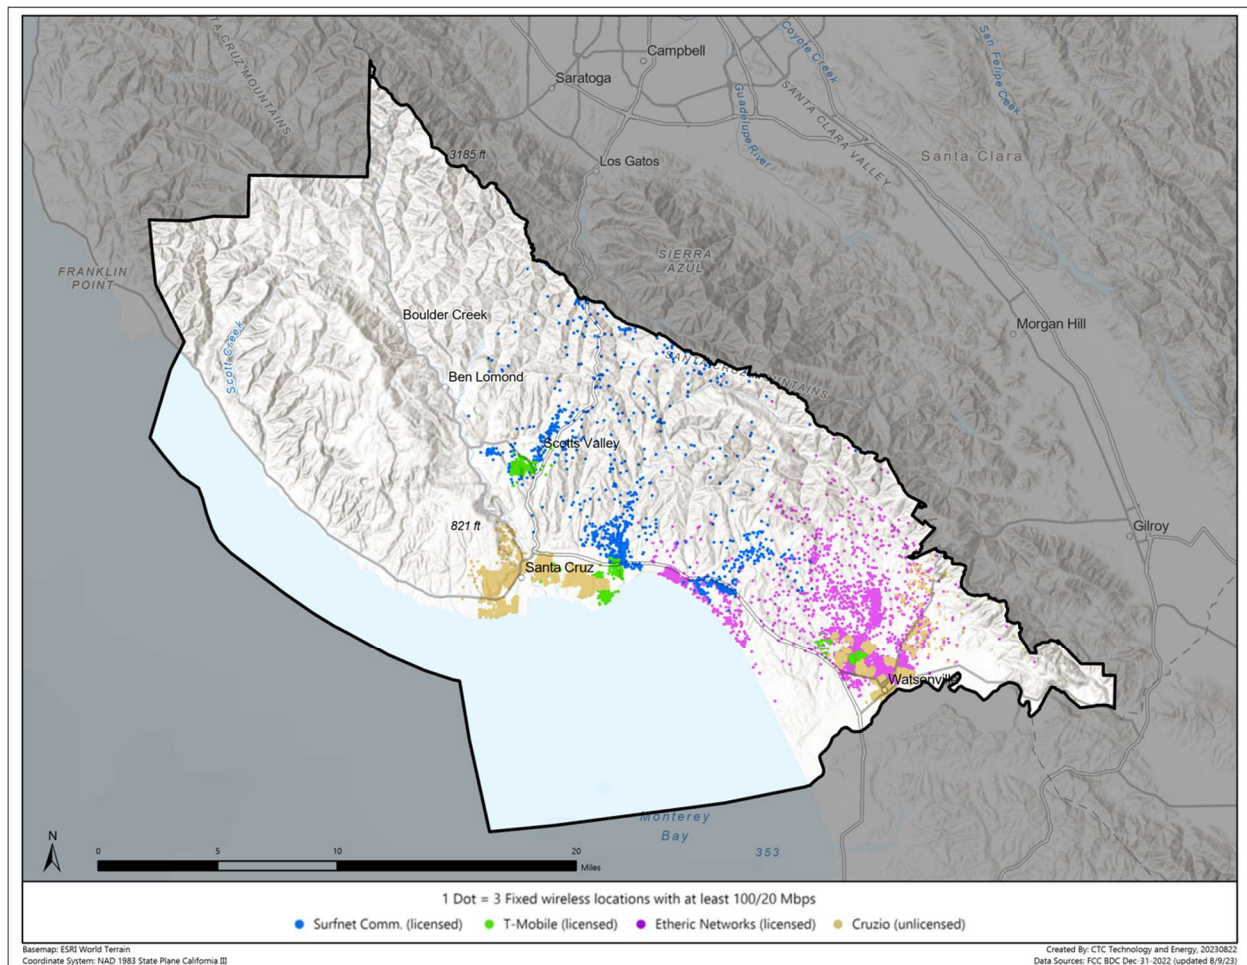 TA CRUZ MOUNTAINS
Campbell
Coyote Creek
San Felipe Creek
Saratoga
Guadelupe River
SANTA CLARA VALLEY
3185 ft
Los Gatos
Santa Clara
FRANKLIN
POINT
SIERRA
AZUL
Boulder Creek
Morgan Hill
Scott Creek
SANTA CRUZ MOUNTAINS
Ben Lomond
Scotts Valley
821 ft
Gilroy
Santa Cruz
Watsonville
Monterey
Bay
353
N
0 5 10 20
Miles
1 Dot = 3 Fixed wireless locations with at least 100/20 Mbps
Surfnet Comm. (licensed) T-Mobile (licensed) Etheric Networks (licensed) Cruzio (unlicensed)
Basemap: ESRI World Terrain
Coordinate System: NAD 1983 State Plane California III
Created By: CTC Technology and Energy, 20230822
Data Sources: FCC BDC Dec-31-2022 (updated 8/9/23)